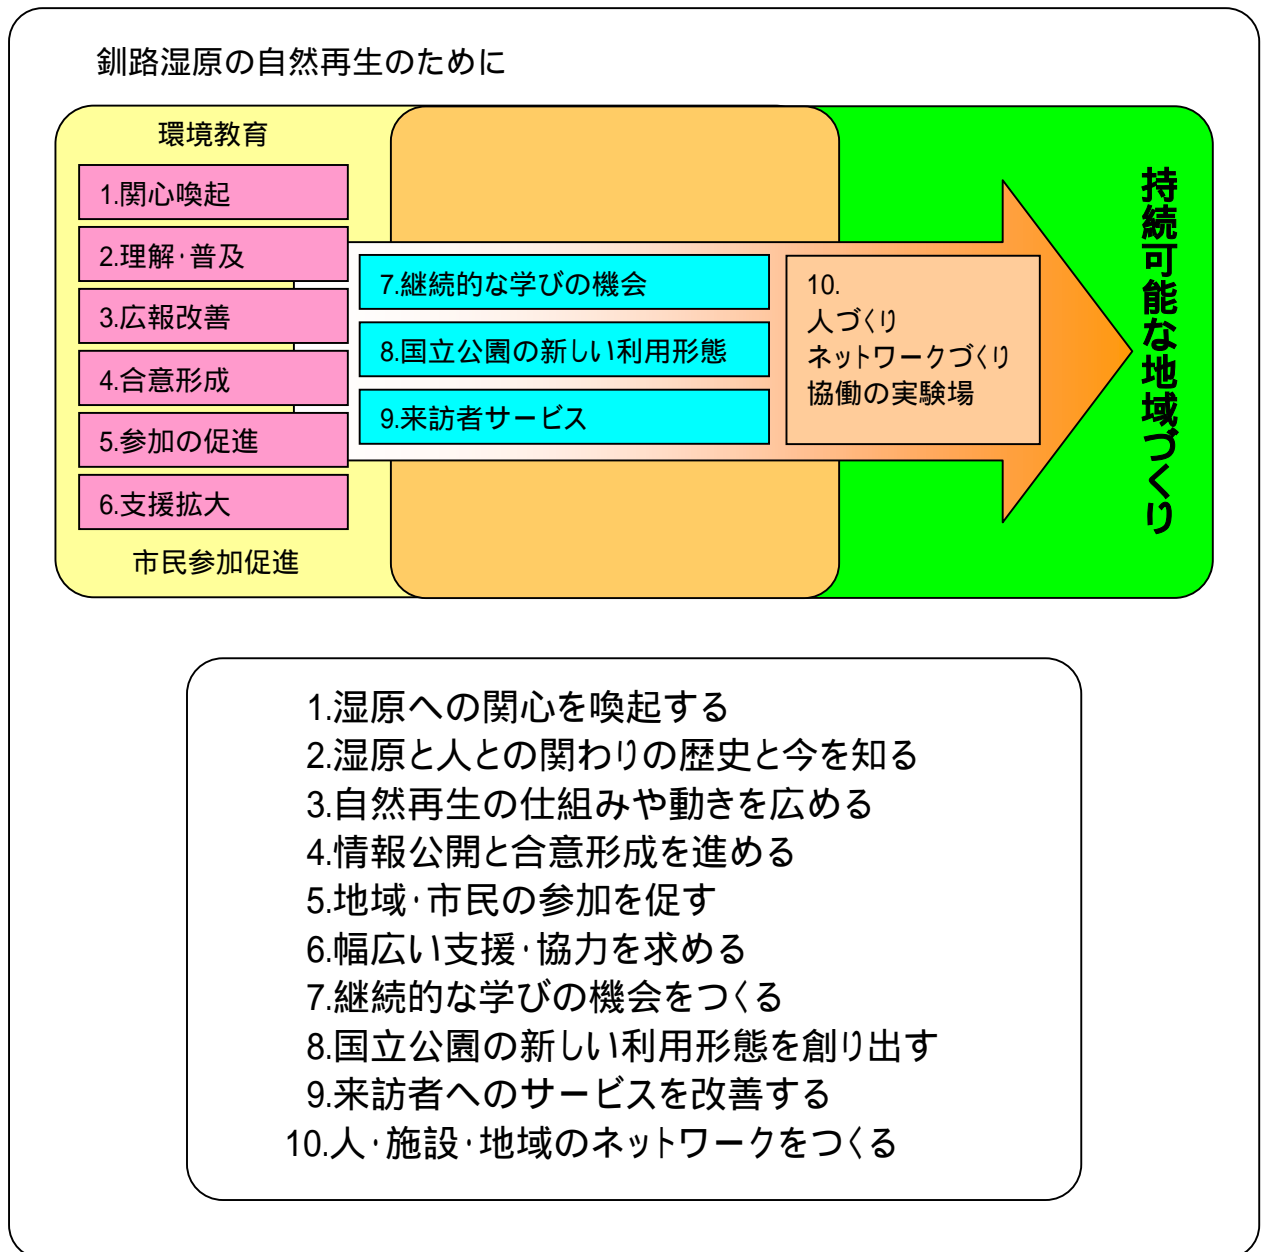 釧路湿原の自然再生のために
環境教育
1.関心喚起
2.理解・普及
3.広報改善
4.合意形成
5.参加の促進
6.支援拡大
市民参加促進
7.継続的な学びの機会
8.国立公園の新しい利用形態
9.来訪者サービス
10.
人づくり
ネットワークづくり
協働の実験場
持続可能な地域づくり
1.湿原への関心を喚起する
2.湿原と人との関わりの歴史と今を知る
3.自然再生の仕組みや動きを広める
4.情報公開と合意形成を進める
5.地域・市民の参加を促す
6.幅広い支援・協力を求める
7.継続的な学びの機会をつくる
8.国立公園の新しい利用形態を創り出す
9.来訪者へのサービスを改善する
10.人・施設・地域のネットワークをつくる